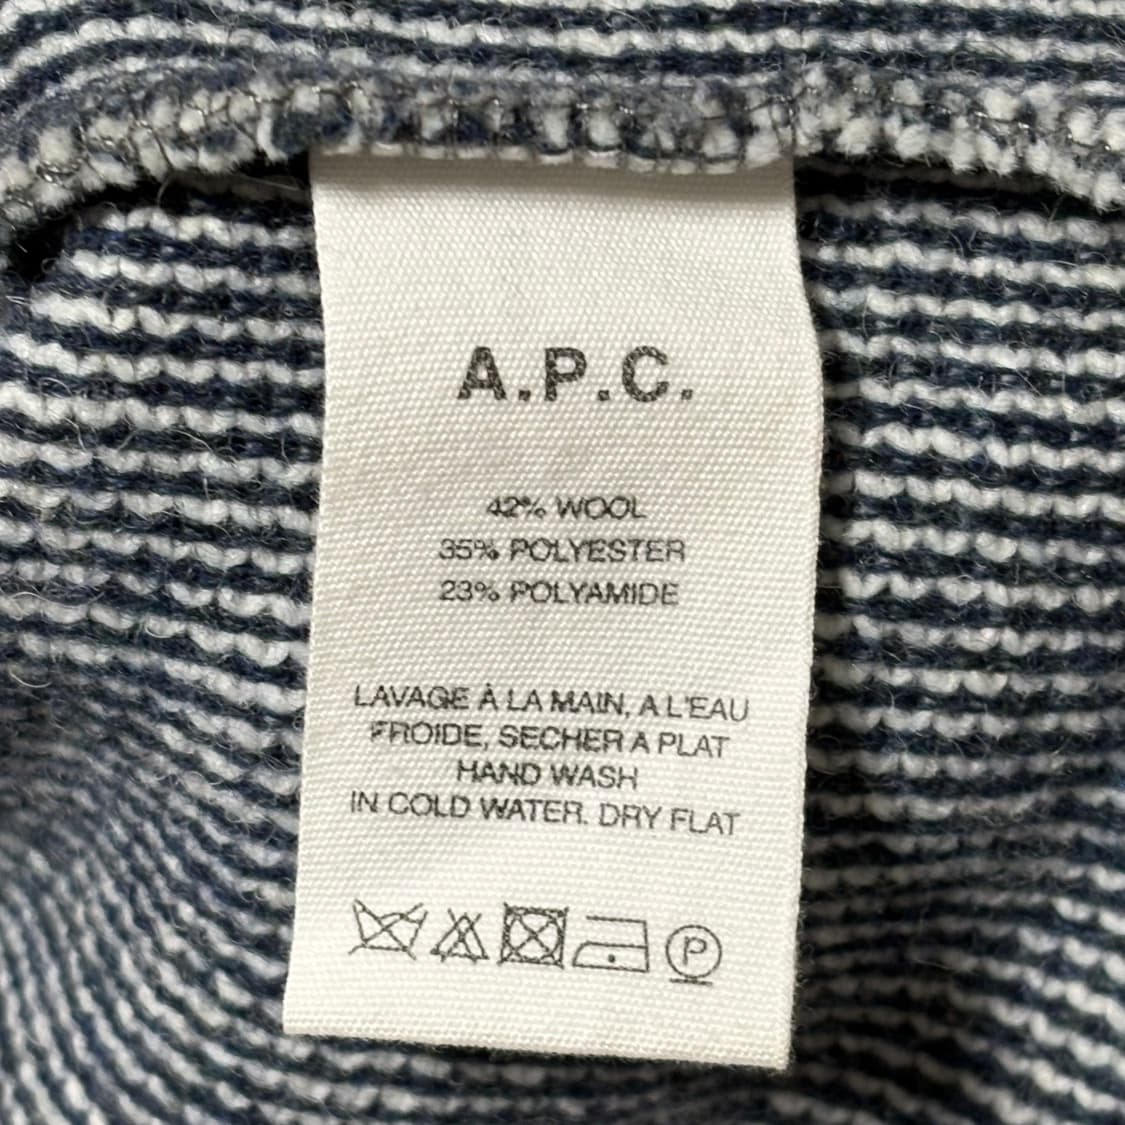 A.P.C.
42% WOOL
35% POLYESTER
23% POLYAMIDE
LAVAGE À LA MAIN, A L'EAU
FROIDE, SECHER A PLAT
HAND WASH
IN COLD WATER. DRY FLAT
P